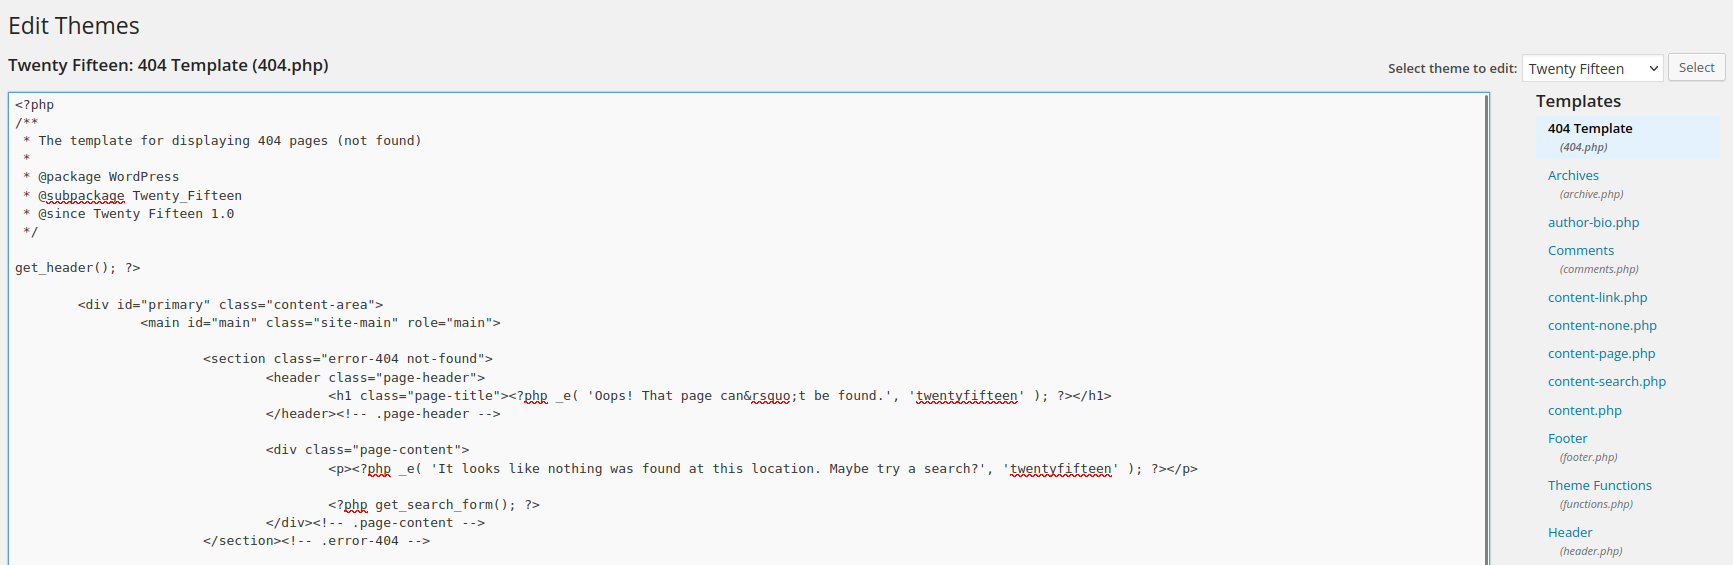 Edit Themes
Twenty Fifteen: 404 Template (404.php)
Select theme to edit: Twenty Fifteen Select
<?php
/**
 * The template for displaying 404 pages (not found)
 *
 * @package WordPress
 * @subpackage Twenty_Fifteen
 * @since Twenty Fifteen 1.0
 */
get_header(); ?>
<div id="primary" class="content-area">
<main id="main" class="site-main" role="main">
<section class="error-404 not-found">
<header class="page-header">
<h1 class="page-title"><?php _e( 'Oops! That page can&rsquo;t be found.', 'twentyfifteen' ); ?></h1>
</header><!-- .page-header -->
<div class="page-content">
<p><?php _e( 'It looks like nothing was found at this location. Maybe try a search?', 'twentyfifteen' ); ?></p>
<?php get_search_form(); ?>
</div><!-- .page-content -->
</section><!-- .error-404 -->
Templates
404 Template
(404.php)
Archives
(archive.php)
author-bio.php
Comments
(comments.php)
content-link.php
content-none.php
content-page.php
content-search.php
content.php
Footer
(footer.php)
Theme Functions
(functions.php)
Header
(header.php)